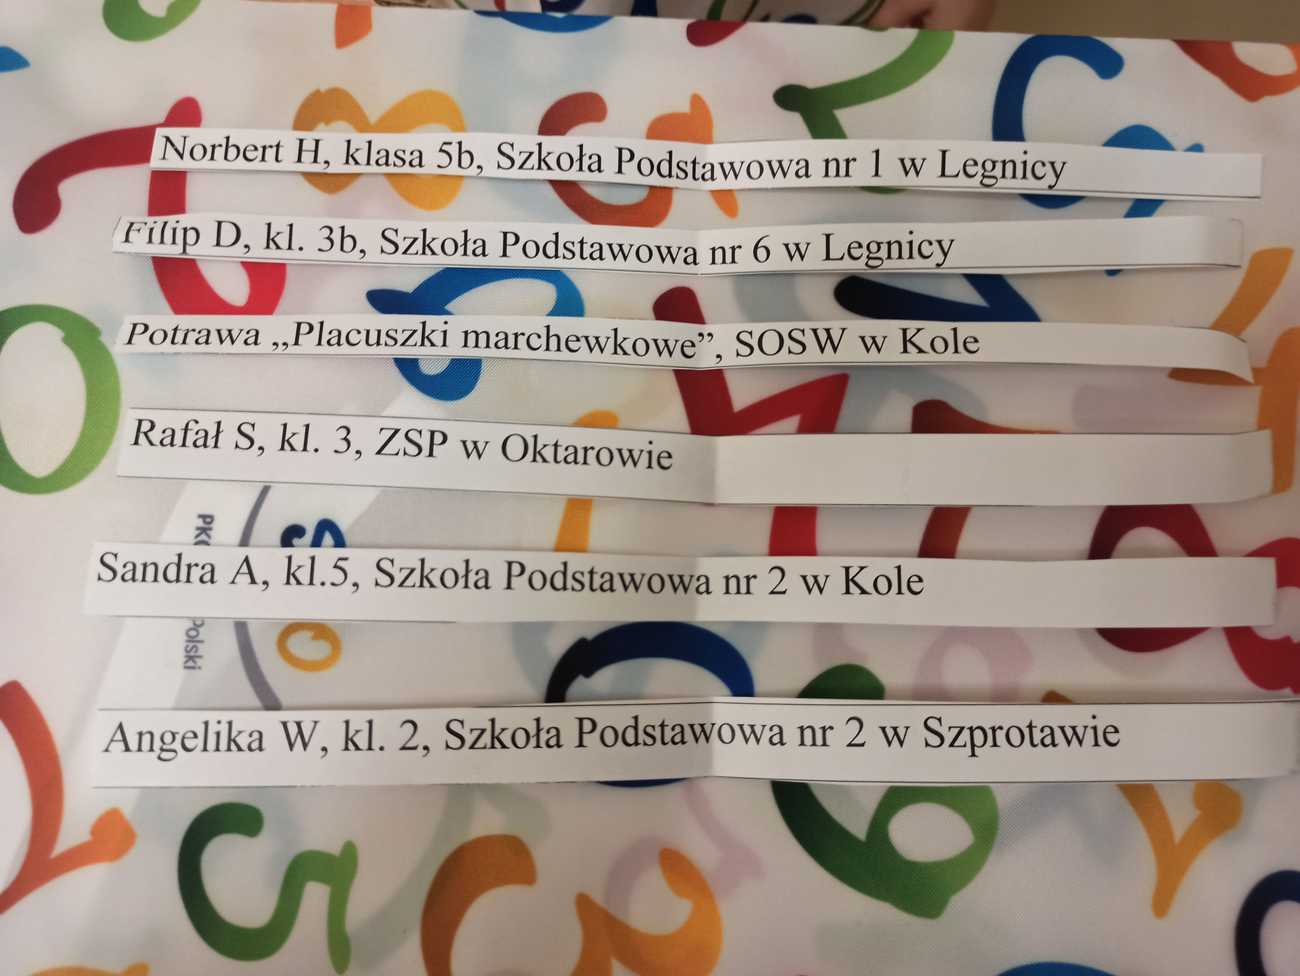 Norbert H, klasa 5b, Szkoła Podstawowa nr 1 w Legnicy
Filip D, kl. 3b, Szkoła Podstawowa nr 6 w Legnicy
Potrawa „Placuszki marchewkowe”, SOSW w Kole
Rafał S, kl. 3, ZSP w Oktarowie
Sandra A, kl.5, Szkoła Podstawowa nr 2 w Kole
Angelika W, kl. 2, Szkoła Podstawowa nr 2 w Szprotawie